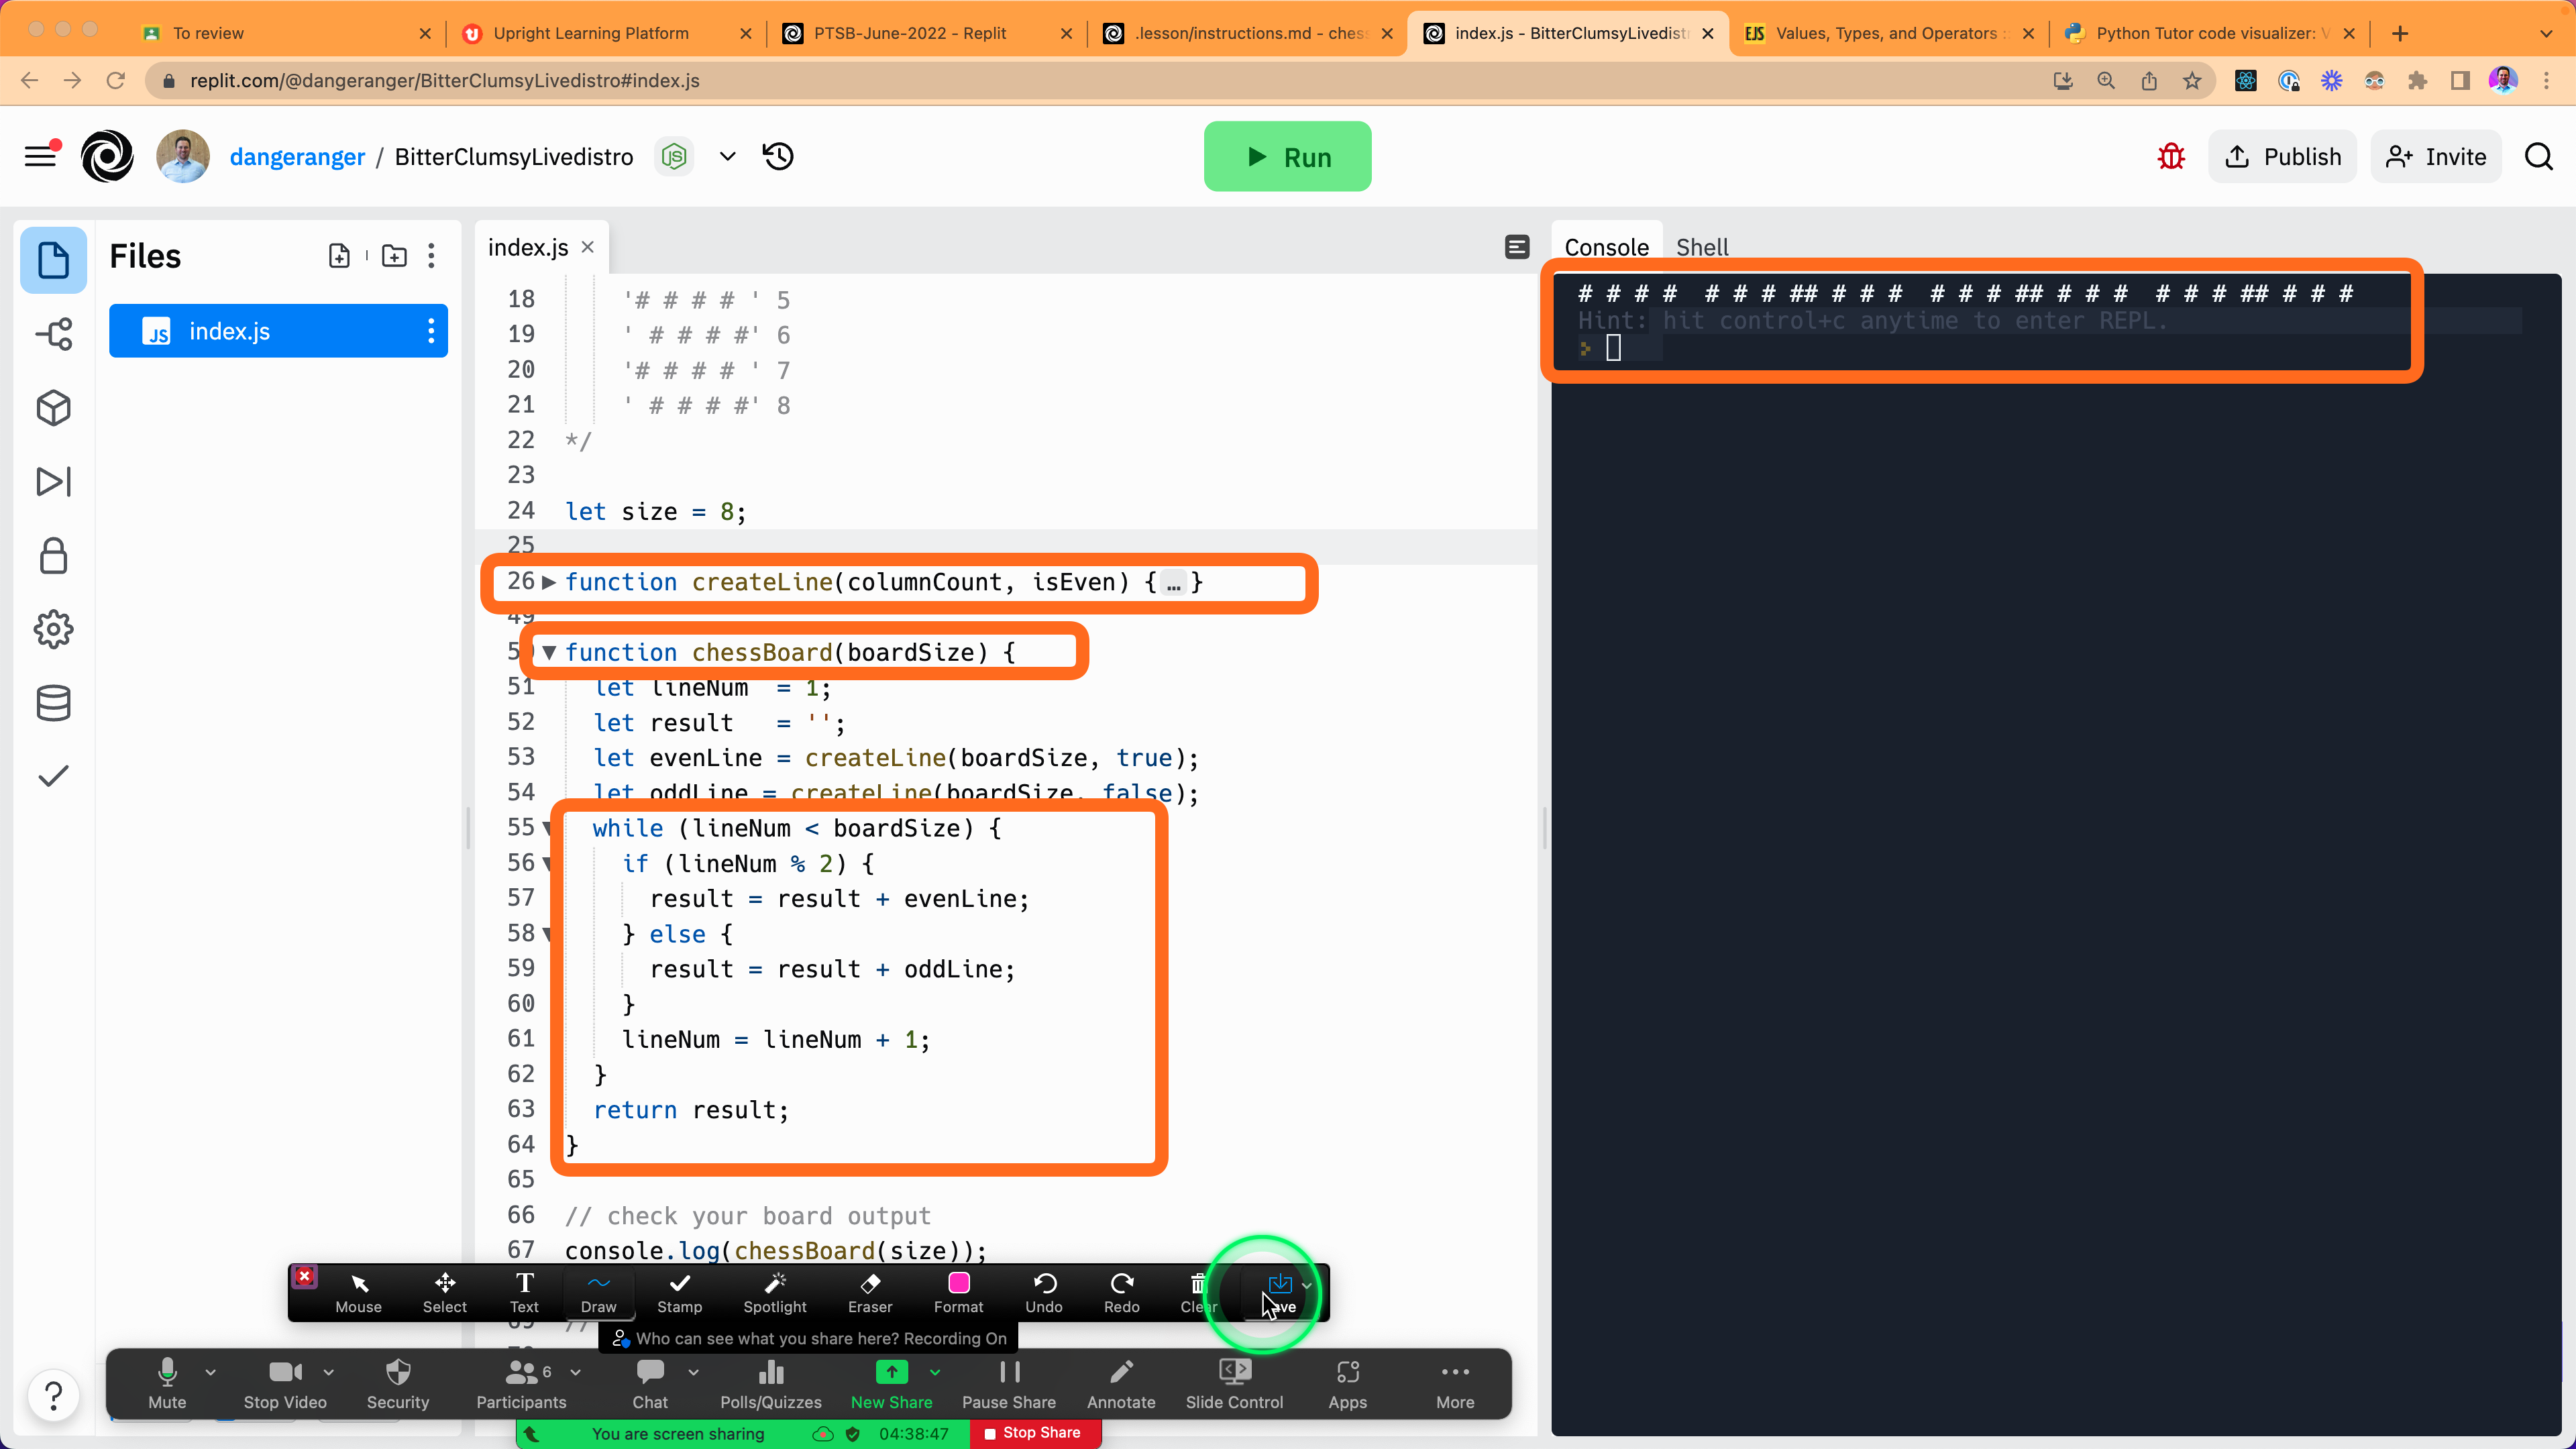 To review
Upright Learning Platform
PTSB-June-2022 - Replit
.lesson/instructions.md - ches
index.js - BitterClumsyLivedist
EJS Values, Types, and Operators ::
Python Tutor code visualizer: V
replit.com/@dangeranger/BitterClumsyLivedistro#index.js
dangeranger / BitterClumsyLivedistro
Run
Publish
Invite
Files
JS index.js
index.js
Console
Shell
18 '# # # # ' 5
19 ' # # # #' 6
20 '# # # # ' 7
21 ' # # # #' 8
22 */
23
24 let size = 8;
25
26 function createLine(columnCount, isEven) {…}
49
50 function chessBoard(boardSize) {
51 let lineNum  = 1;
52 let result   = '';
53 let evenLine = createLine(boardSize, true);
54 let oddLine = createLine(boardSize, false);
55 while (lineNum < boardSize) {
56 if (lineNum % 2) {
57 result = result + evenLine;
58 } else {
59 result = result + oddLine;
60 }
61 lineNum = lineNum + 1;
62 }
63 return result;
64 }
65
66 // check your board output
67 console.log(chessBoard(size));
69 //
# # # #  # # # ## # # #  # # # ## # # #  # # # ## # # #
Hint: hit control+c anytime to enter REPL.
Mouse
Select
Text
Draw
Stamp
Spotlight
Eraser
Format
Undo
Redo
Clear
Who can see what you share here? Recording On
Mute
Stop Video
Security
Participants 6
Chat
Polls/Quizzes
New Share
Pause Share
Annotate
Slide Control
Apps
More
You are screen sharing
04:38:47
Stop Share